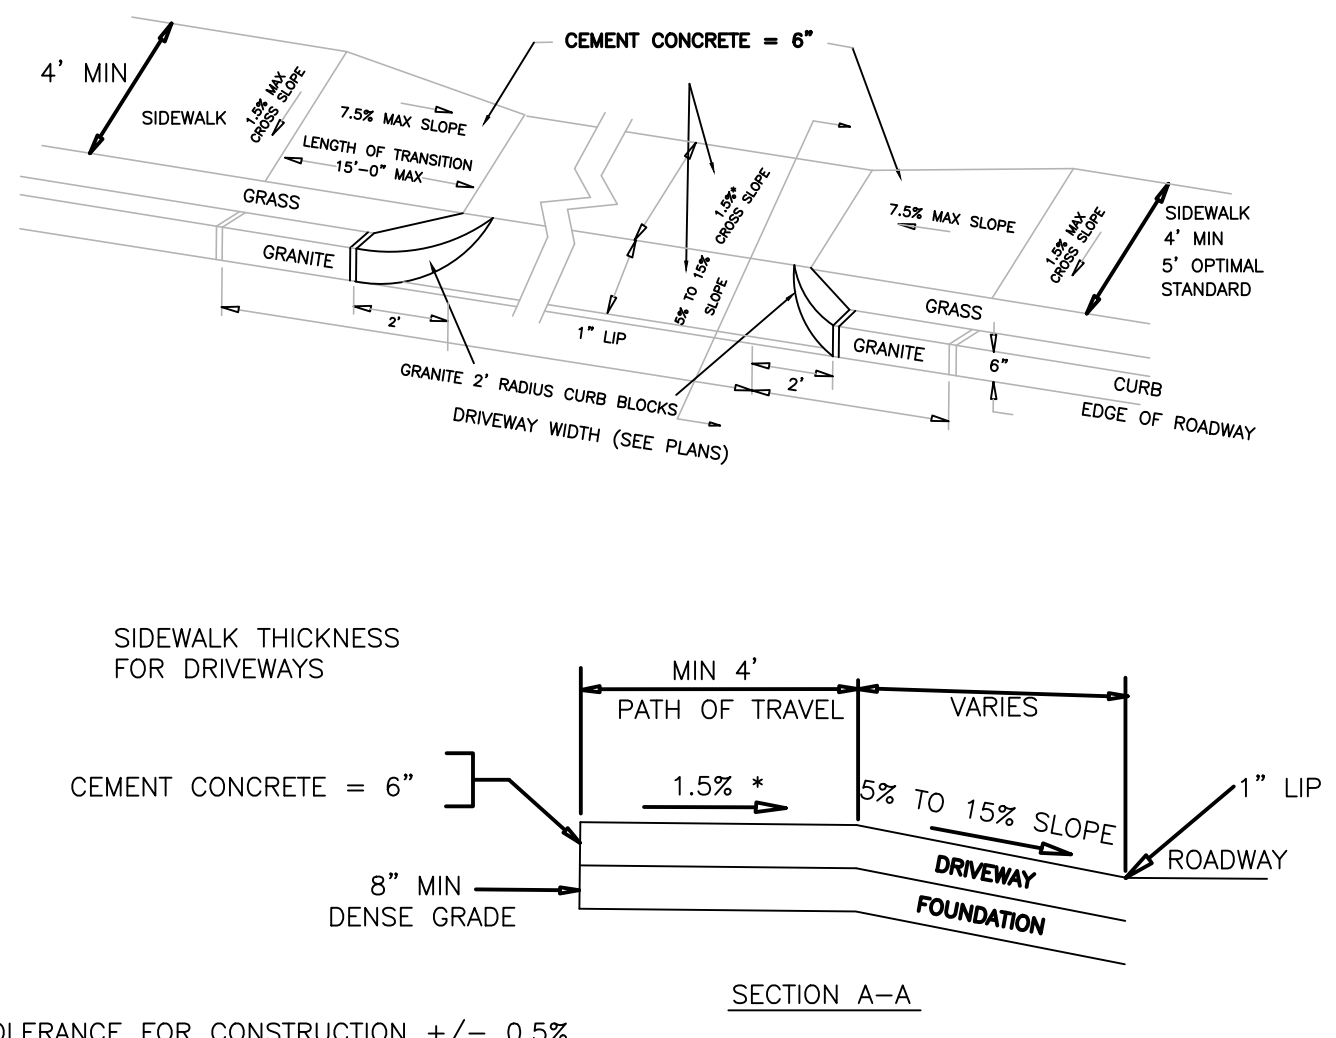 CEMENT CONCRETE = 6"
4' MIN
SIDEWALK
1.5% MAX
CROSS SLOPE
7.5% MAX SLOPE
LENGTH OF TRANSITION
15'-0" MAX
GRASS
GRANITE
2'
1.5%*
CROSS SLOPE
5% TO 15%
SLOPE
1" LIP
7.5% MAX SLOPE
1.5% MAX
CROSS SLOPE
SIDEWALK
4' MIN
5' OPTIMAL
STANDARD
GRASS
GRANITE
6"
2'
CURB
EDGE OF ROADWAY
GRANITE 2' RADIUS CURB BLOCKS
DRIVEWAY WIDTH (SEE PLANS)
SIDEWALK THICKNESS
FOR DRIVEWAYS
MIN 4'
PATH OF TRAVEL
VARIES
CEMENT CONCRETE = 6"
1.5% *
5% TO 15% SLOPE
1" LIP
ROADWAY
DRIVEWAY
FOUNDATION
8" MIN
DENSE GRADE
SECTION A-A
OLERANCE FOR CONSTRUCTION +/- 0.5%